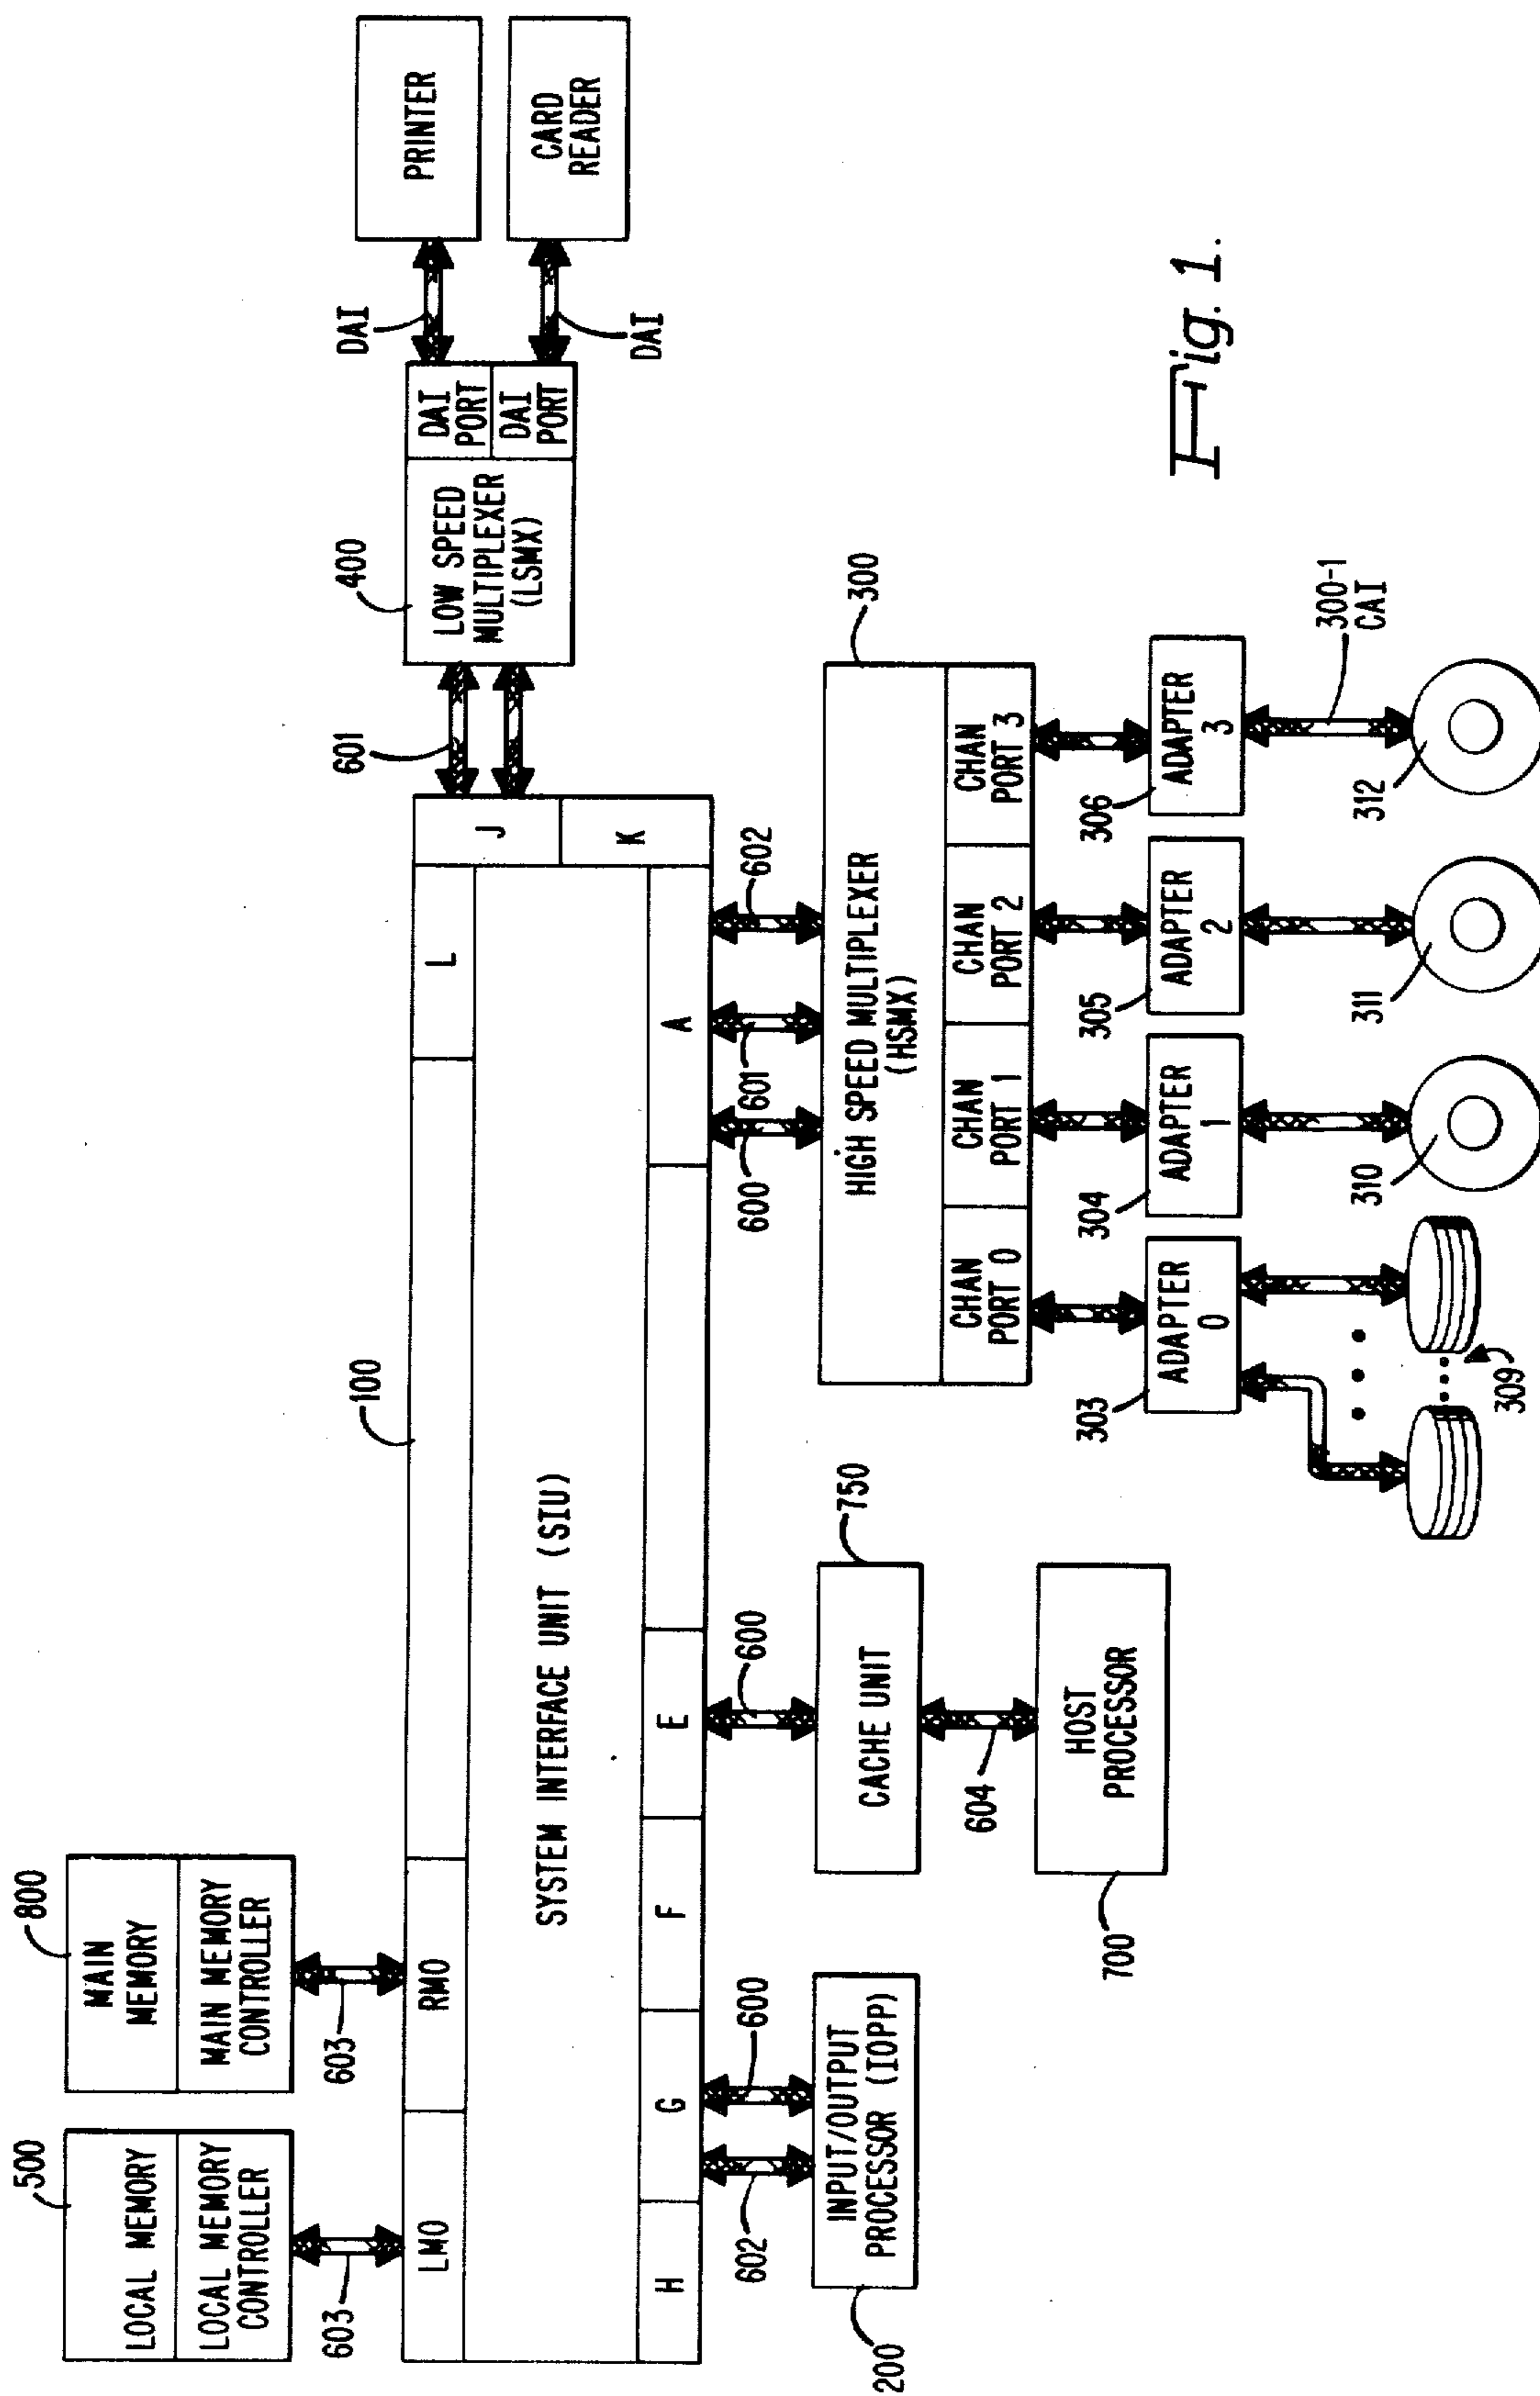 500
LOCAL MEMORY
LOCAL MEMORY
CONTROLLER
603
800
MAIN
MEMORY
MAIN MEMORY
CONTROLLER
603
100
LMO
RMO
L
J
K
SYSTEM INTERFACE UNIT (SIU)
H
G
F
E
A
601
400
LOW SPEED
MULTIPLEXER
(LSMX)
DAI
PORT
DAI
PORT
DAI
DAI
PRINTER
CARD
READER
602
600
200
INPUT/OUTPUT
PROCESSOR (IOPP)
600
750
CACHE UNIT
604
700
HOST
PROCESSOR
600
601
602
300
HIGH SPEED MULTIPLEXER
(HSMX)
CHAN
PORT 0
CHAN
PORT 1
CHAN
PORT 2
CHAN
PORT 3
303
ADAPTER
0
304
ADAPTER
1
305
ADAPTER
2
306
ADAPTER
3
300-1
CAI
309
310
311
312
Fig. 1.